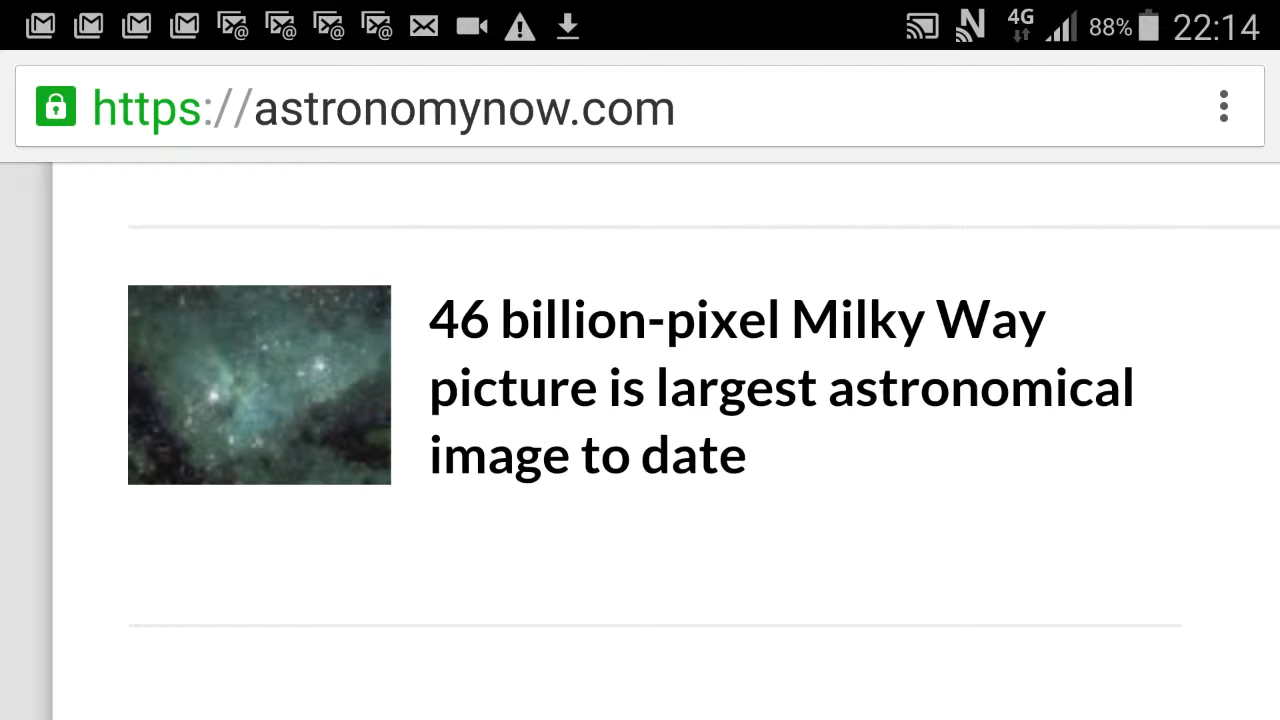 4G
88%
22:14
https://astronomynow.com
46 billion-pixel Milky Way
picture is largest astronomical
image to date